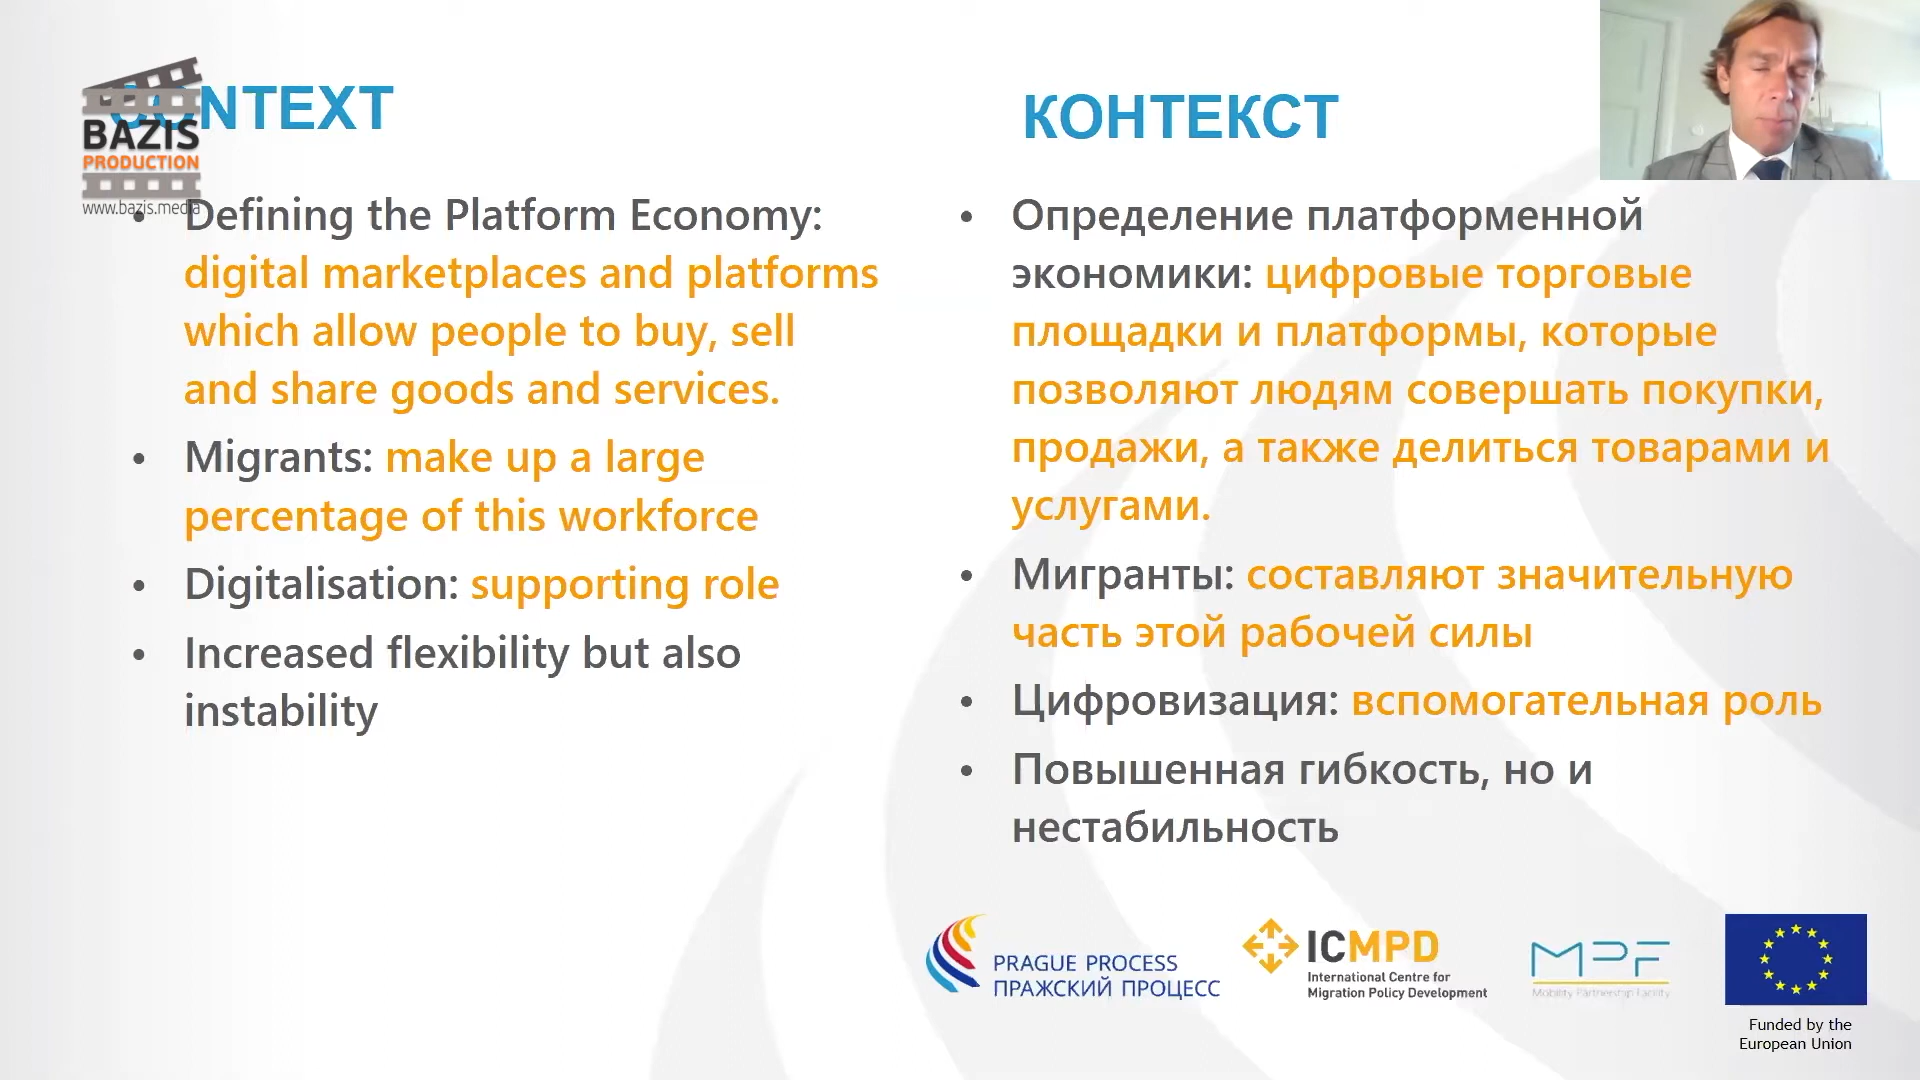 CONTEXT
BAZIS
PRODUCTION
www.bazis.media
• Defining the Platform Economy:
digital marketplaces and platforms
which allow people to buy, sell
and share goods and services.
• Migrants: make up a large
percentage of this workforce
• Digitalisation: supporting role
• Increased flexibility but also
instability
КОНТЕКСТ
• Определение платформенной
экономики: цифровые торговые
площадки и платформы, которые
позволяют людям совершать покупки,
продажи, а также делиться товарами и
услугами.
• Мигранты: составляют значительную
часть этой рабочей силы
• Цифровизация: вспомогательная роль
• Повышенная гибкость, но и
нестабильность
PRAGUE PROCESS
ПРАЖСКИЙ ПРОЦЕСС
ICMPD
International Centre for
Migration Policy Development
MPF
Mobility Partnership Facility
Funded by the
European Union